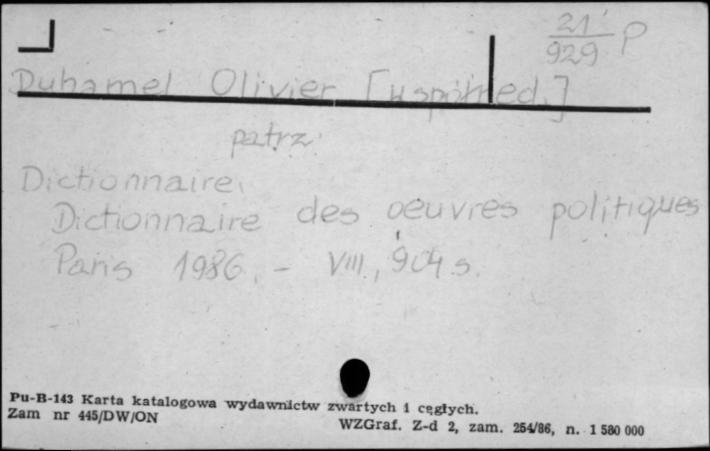 21
929 P
Duhamel Olivier [współred.]
patrz
Dictionnaire
Dictionnaire des oeuvres politiques
Paris 1986. - VIII, 904 s.
Pu-B-143 Karta katalogowa wydawnictw zwartych i cęgłych.
Zam nr 445/DW/ON
WZGraf. Z-d 2, zam. 254/86, n. 1 580 000